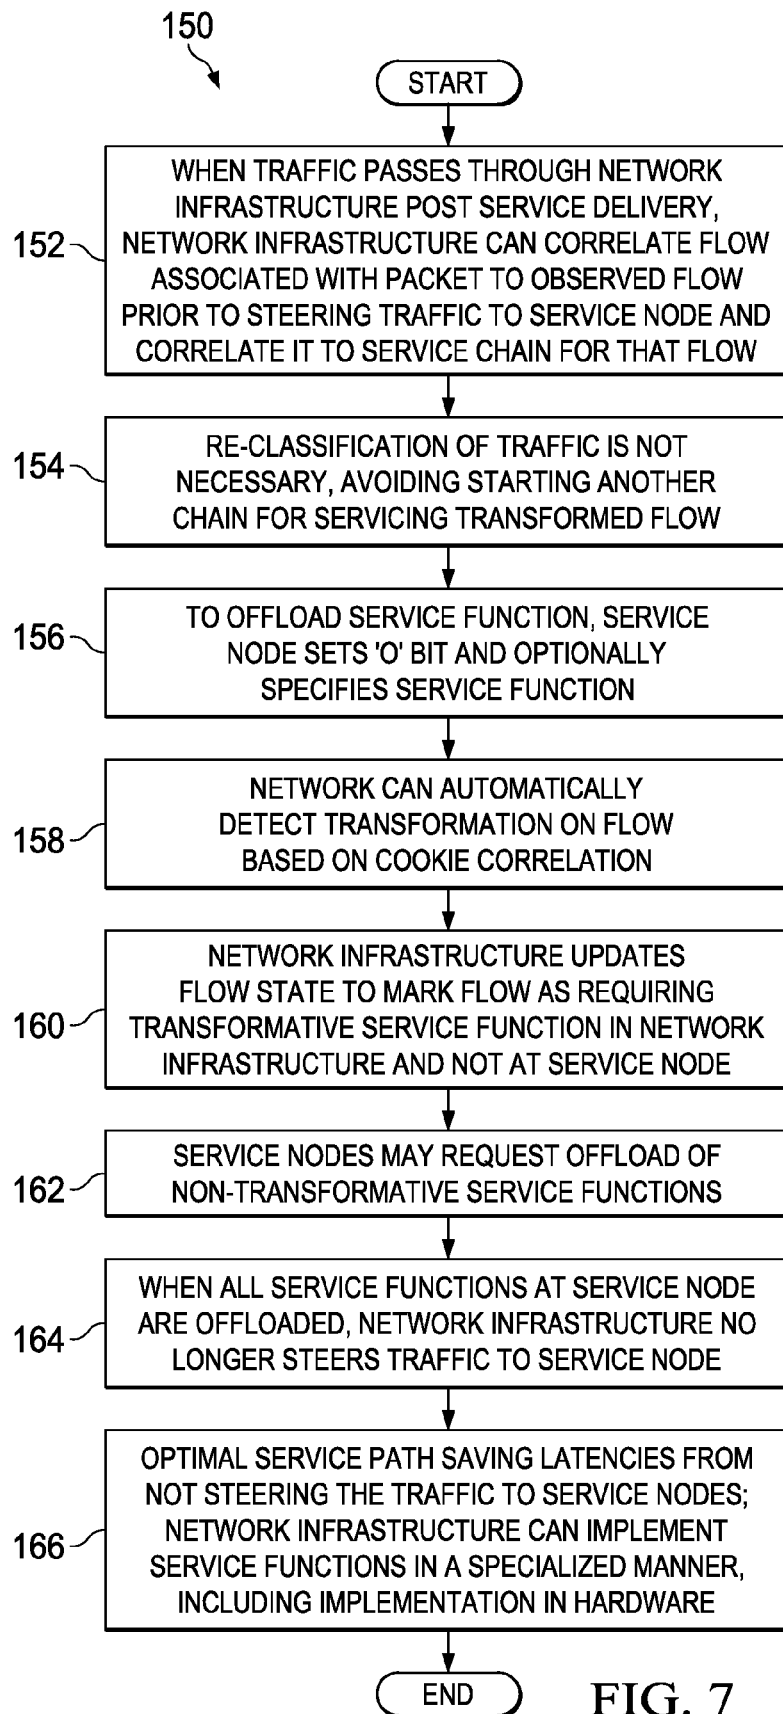 150
START
WHEN TRAFFIC PASSES THROUGH NETWORK
INFRASTRUCTURE POST SERVICE DELIVERY,
NETWORK INFRASTRUCTURE CAN CORRELATE FLOW
ASSOCIATED WITH PACKET TO OBSERVED FLOW
PRIOR TO STEERING TRAFFIC TO SERVICE NODE AND
CORRELATE IT TO SERVICE CHAIN FOR THAT FLOW
152
RE-CLASSIFICATION OF TRAFFIC IS NOT
NECESSARY, AVOIDING STARTING ANOTHER
CHAIN FOR SERVICING TRANSFORMED FLOW
154
TO OFFLOAD SERVICE FUNCTION, SERVICE
NODE SETS 'O' BIT AND OPTIONALLY
SPECIFIES SERVICE FUNCTION
156
NETWORK CAN AUTOMATICALLY
DETECT TRANSFORMATION ON FLOW
BASED ON COOKIE CORRELATION
158
NETWORK INFRASTRUCTURE UPDATES
FLOW STATE TO MARK FLOW AS REQUIRING
TRANSFORMATIVE SERVICE FUNCTION IN NETWORK
INFRASTRUCTURE AND NOT AT SERVICE NODE
160
SERVICE NODES MAY REQUEST OFFLOAD OF
NON-TRANSFORMATIVE SERVICE FUNCTIONS
162
WHEN ALL SERVICE FUNCTIONS AT SERVICE NODE
ARE OFFLOADED, NETWORK INFRASTRUCTURE NO
LONGER STEERS TRAFFIC TO SERVICE NODE
164
OPTIMAL SERVICE PATH SAVING LATENCIES FROM
NOT STEERING THE TRAFFIC TO SERVICE NODES;
NETWORK INFRASTRUCTURE CAN IMPLEMENT
SERVICE FUNCTIONS IN A SPECIALIZED MANNER,
INCLUDING IMPLEMENTATION IN HARDWARE
166
END
FIG. 7